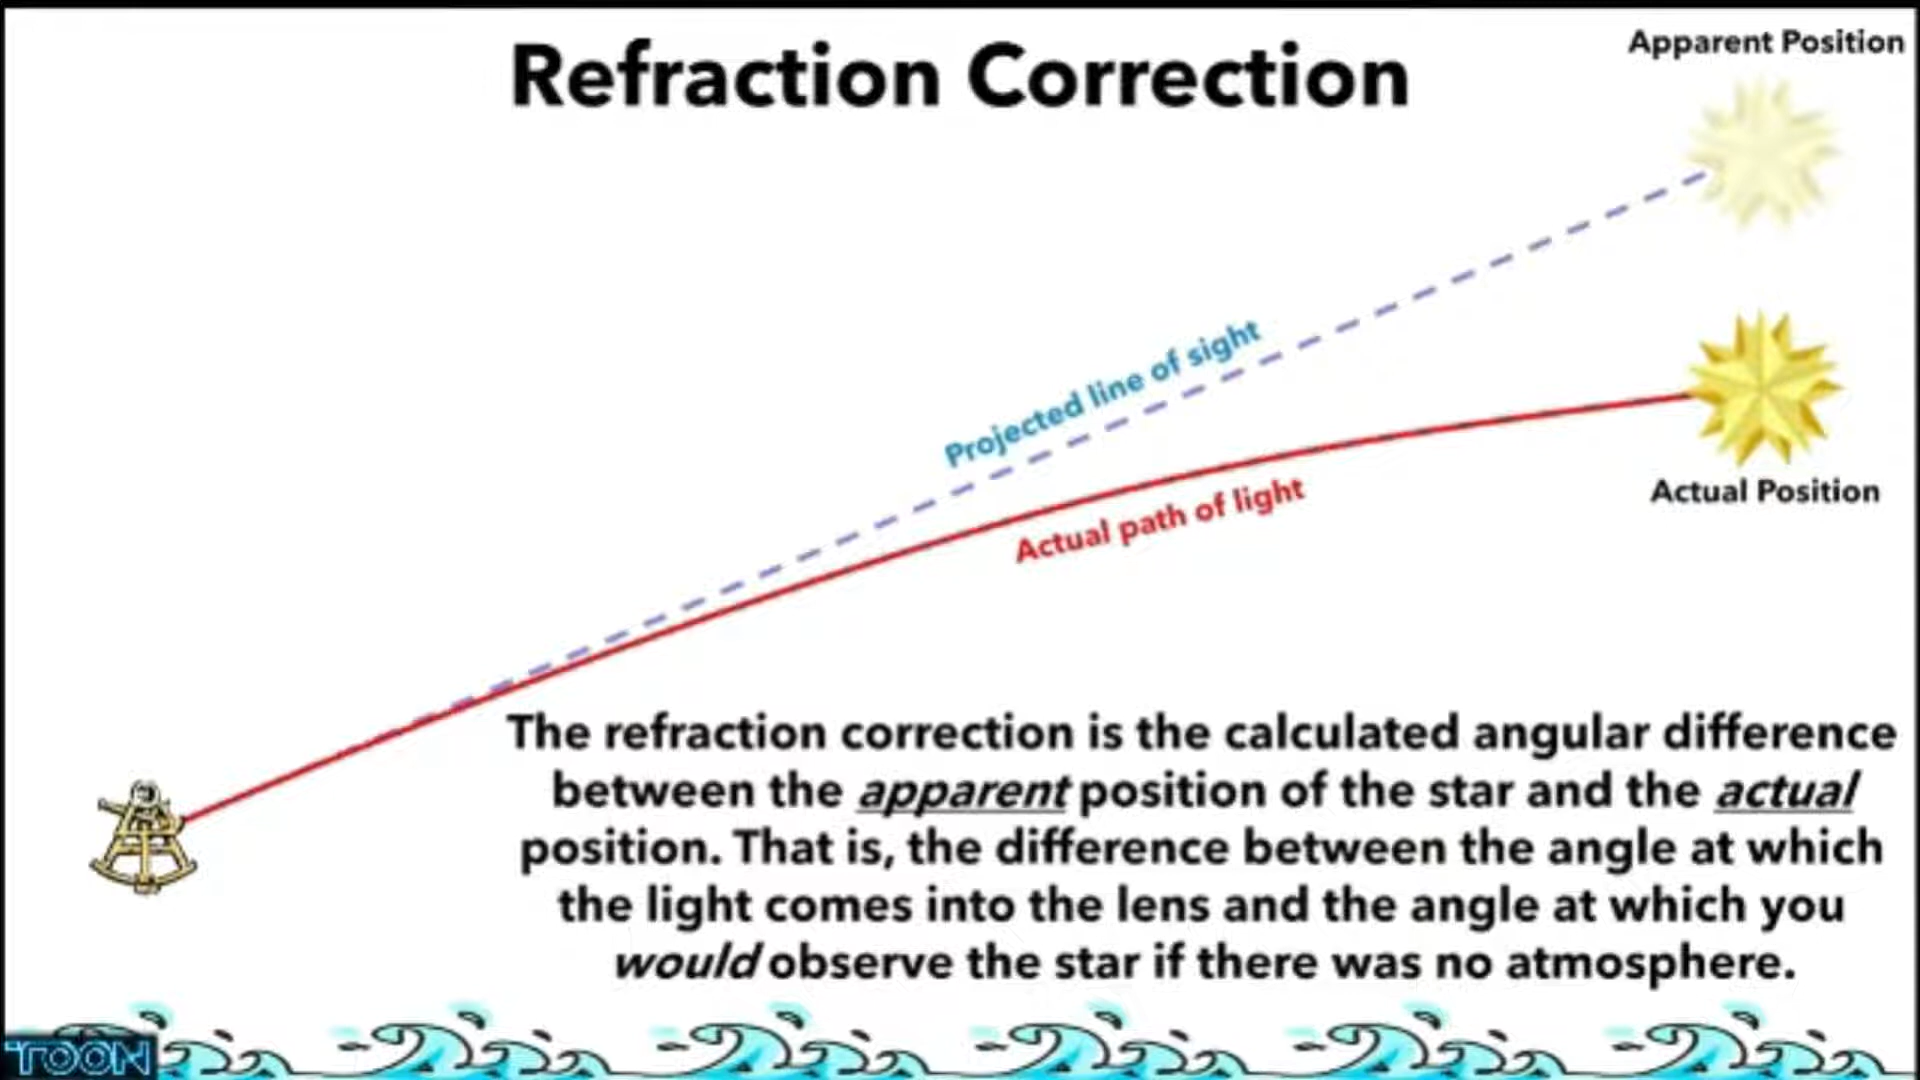 Refraction Correction
Apparent Position
Projected line of sight
Actual path of light
Actual Position
The refraction correction is the calculated angular difference
between the apparent position of the star and the actual
position. That is, the difference between the angle at which
the light comes into the lens and the angle at which you
would observe the star if there was no atmosphere.
TOON